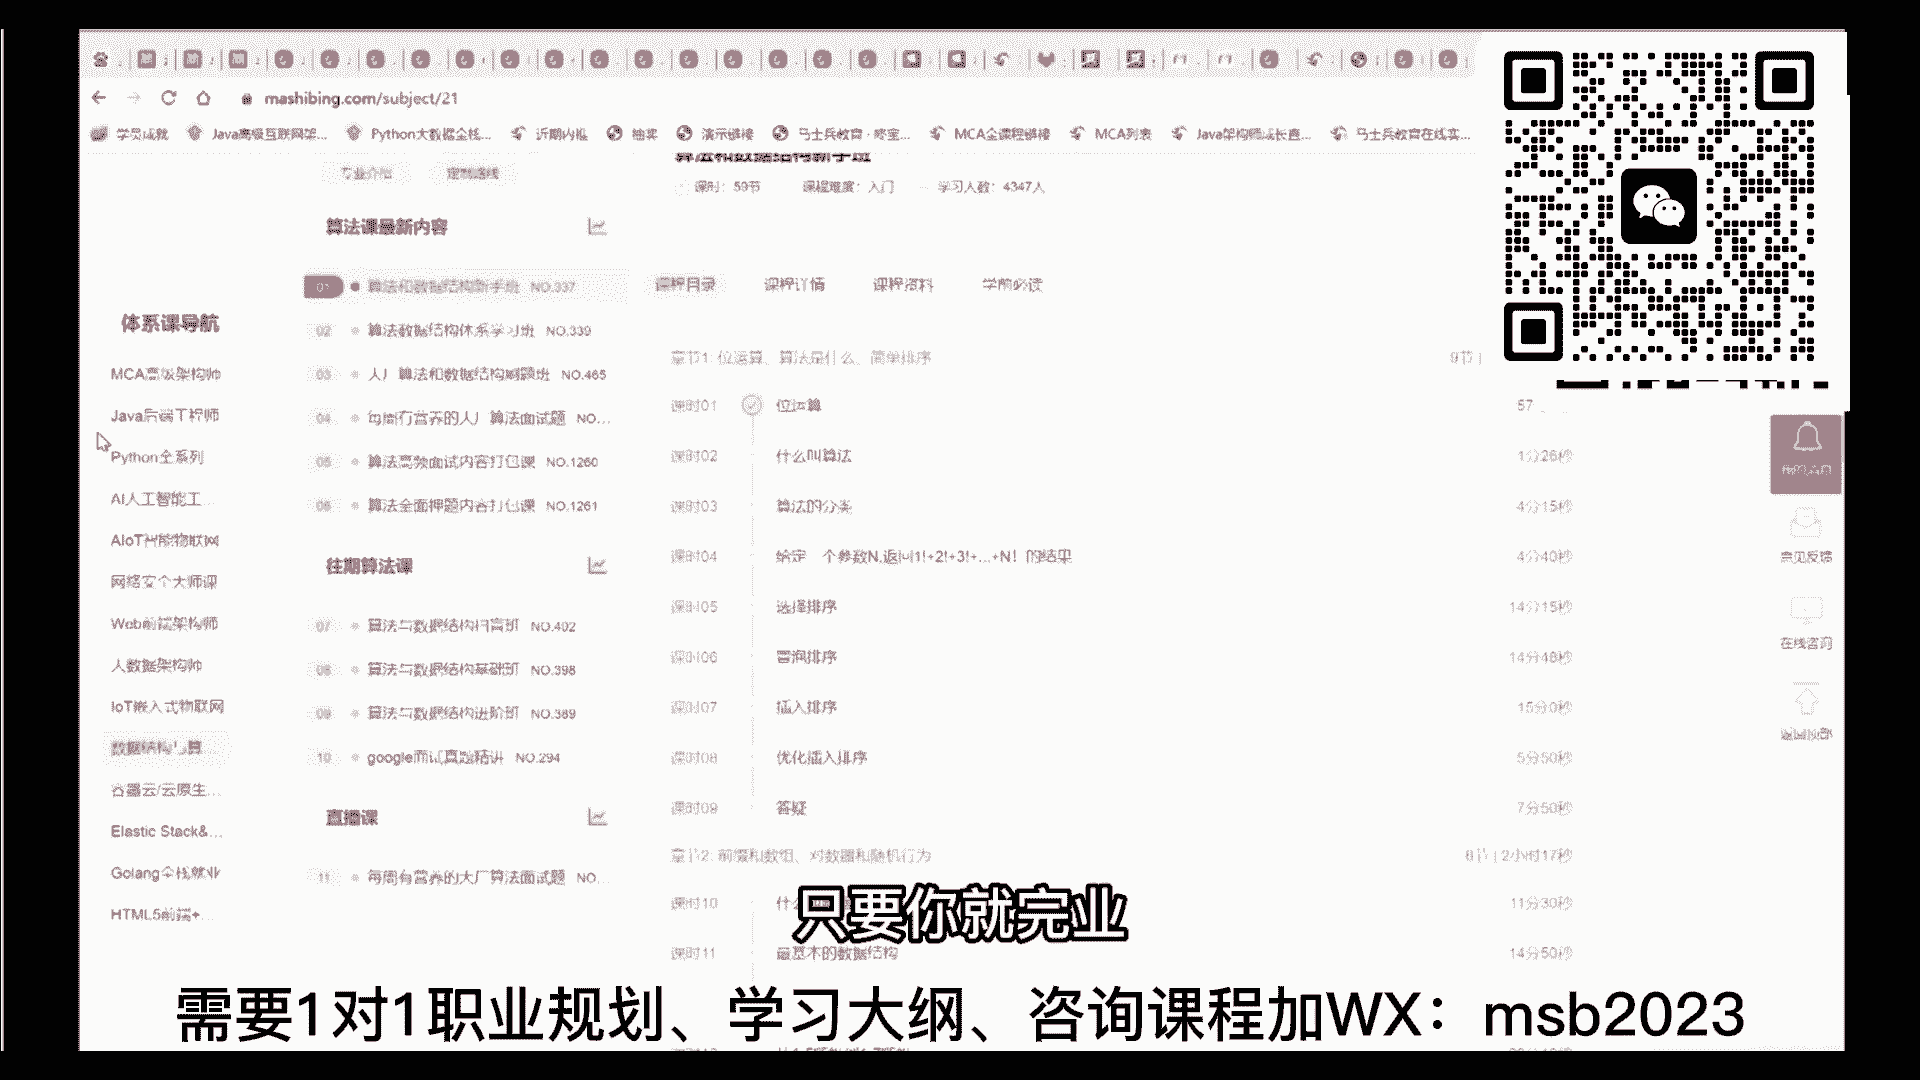 mashibing.com/subject/21
学员成就 Java高级互联网架... Python大数据全栈... 近期内推 抽奖 演示链接 马士兵教育 - 腾宝... MCA全课程链接 MCA列表 Java架构师成长直... 马士兵教育在线实...
专业介绍 定制路线
算法和数据结构新手班
课时：59节 课程难度：入门 学习人数：4347人
算法课最新内容
01 算法和数据结构新手班 NO.337
02 算法数据结构体系学习班 NO.339
03 大厂算法和数据结构刷题班 NO.465
04 每周有营养的大厂算法面试题 NO...
05 算法高频面试内容打包课 NO.1260
06 算法全面押题内容打包课 NO.1261
往期算法课
07 算法与数据结构扫盲班 NO.402
08 算法与数据结构基础班 NO.398
09 算法与数据结构进阶班 NO.389
10 google面试真题精讲 NO.294
直播课
11 每周有营养的大厂算法面试题 NO...
体系课导航
MCA高级架构师
Java后端工程师
Python全系列
AI人工智能工...
AIoT智能物联网
网络安全大师课
Web前端架构师
大数据架构师
IoT嵌入式物联网
数据结构与算
容器云/云原生...
Elastic Stack&...
Golang全栈就业
HTML5前端+...
课程目录 课程详情 课程资料 学前必读
章节1: 位运算、算法是什么、简单排序 9节 |
课时01 位运算 57
课时02 什么叫算法 1分26秒
课时03 算法的分类 4分15秒
课时04 给定一个参数N,返回1!+2!+3!+...+N! 的结果 4分40秒
课时05 选择排序 14分15秒
课时06 冒泡排序 14分48秒
课时07 插入排序 15分0秒
课时08 优化插入排序 5分50秒
课时09 答疑 7分50秒
章节2: 前缀和数组、对数器和随机行为 8节 | 2小时17秒
课时10 什么 11分30秒
课时11 最基本的数据结构 14分50秒
意见反馈
在线咨询
返回顶部
只要你就完业
需要1对1职业规划、学习大纲、咨询课程加WX：msb2023